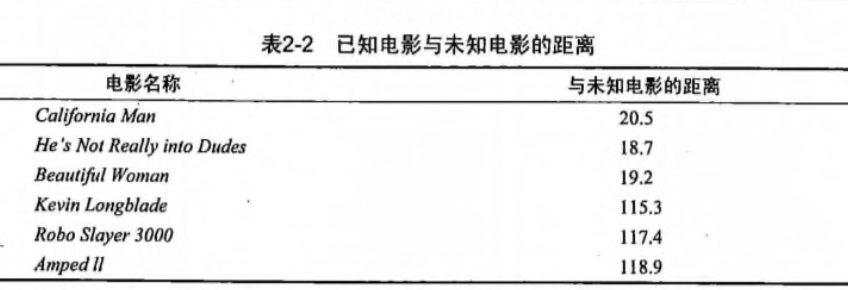 表2-2 已知电影与未知电影的距离
电影名称 与未知电影的距离
California Man 20.5
He's Not Really into Dudes 18.7
Beautiful Woman 19.2
Kevin Longblade 115.3
Robo Slayer 3000 117.4
Amped II 118.9